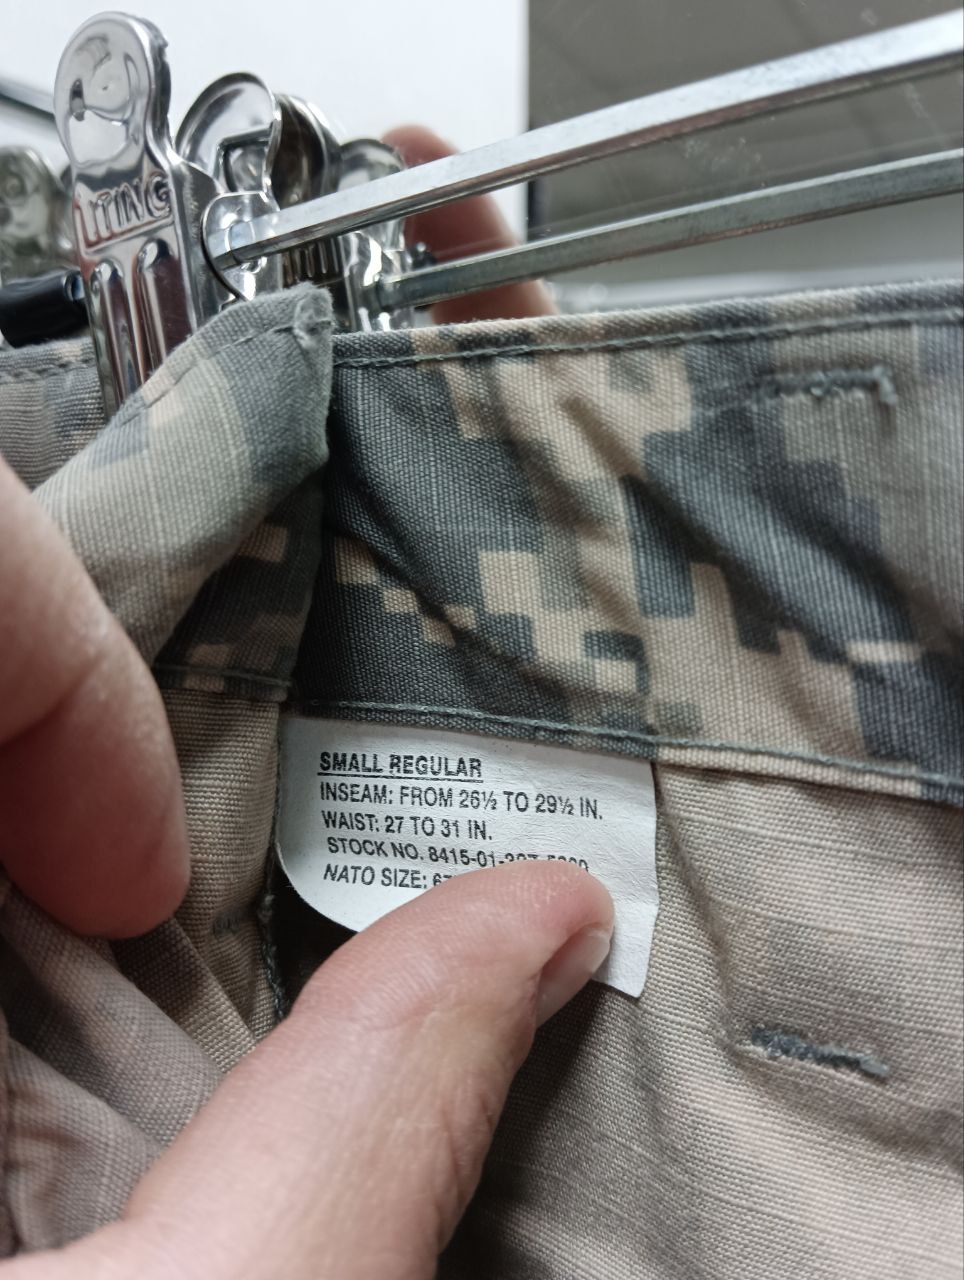 SMALL REGULAR
INSEAM: FROM 26½ TO 29½ IN.
WAIST: 27 TO 31 IN.
STOCK NO. 8415-01-
NATO SIZE: